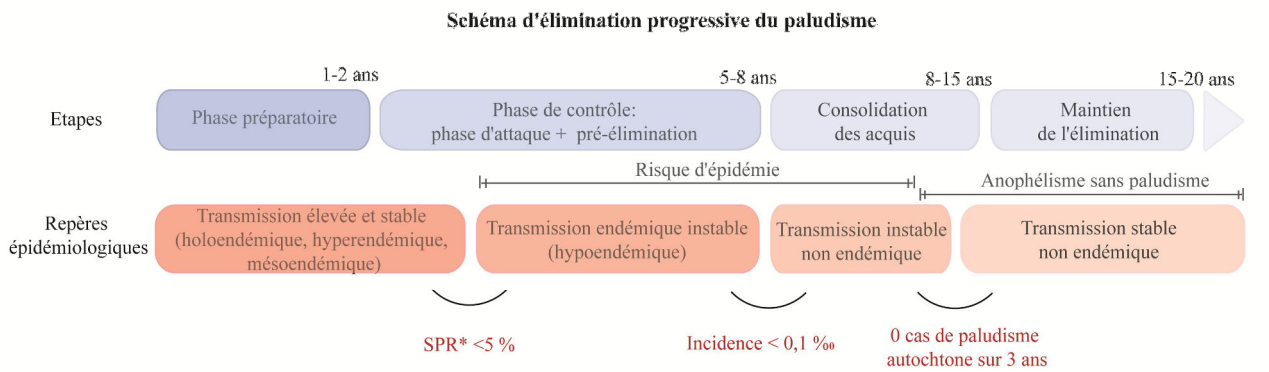 Schéma d'élimination progressive du paludisme
1-2 ans
5-8 ans
8-15 ans
15-20 ans
Etapes
Phase préparatoire
Phase de contrôle:
phase d'attaque + pré-élimination
Consolidation
des acquis
Maintien
de l'élimination
Risque d'épidémie
Anophélisme sans paludisme
Repères
épidémiologiques
Transmission élevée et stable
(holoendémique, hyperendémique,
mésoendémique)
Transmission endémique instable
(hypoendémique)
Transmission instable
non endémique
Transmission stable
non endémique
SPR* <5 %
Incidence < 0,1 ‰
0 cas de paludisme
autochtone sur 3 ans